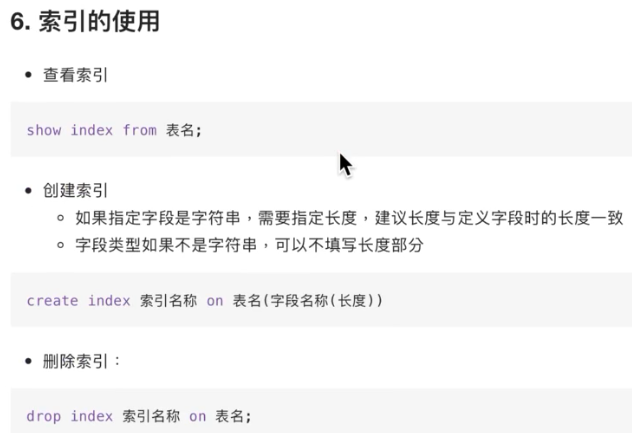 6. 索引的使用
查看索引
show index from 表名;
创建索引
如果指定字段是字符串，需要指定长度，建议长度与定义字段时的长度一致
字段类型如果不是字符串，可以不填写长度部分
create index 索引名称 on 表名(字段名称(长度))
删除索引：
drop index 索引名称 on 表名;